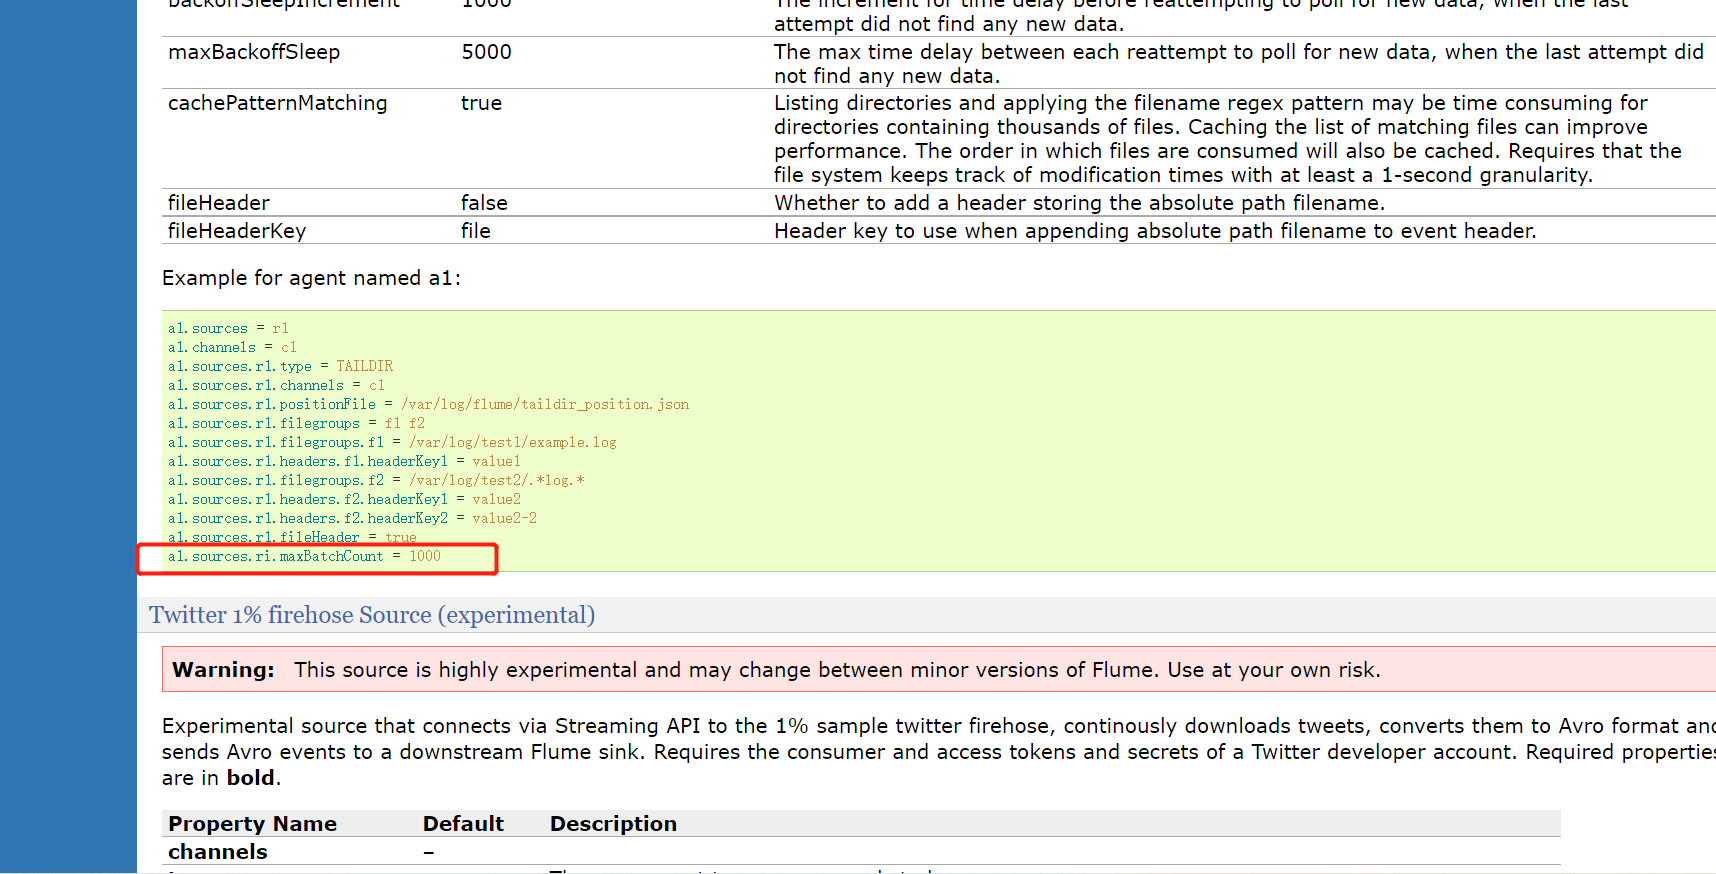 backoffSleepIncrement 1000 The increment for time delay before reattempting to poll for new data, when the last
attempt did not find any new data.
maxBackoffSleep 5000 The max time delay between each reattempt to poll for new data, when the last attempt did
not find any new data.
cachePatternMatching true Listing directories and applying the filename regex pattern may be time consuming for
directories containing thousands of files. Caching the list of matching files can improve
performance. The order in which files are consumed will also be cached. Requires that the
file system keeps track of modification times with at least a 1-second granularity.
fileHeader false Whether to add a header storing the absolute path filename.
fileHeaderKey file Header key to use when appending absolute path filename to event header.
Example for agent named a1:
a1.sources = r1
a1.channels = c1
a1.sources.r1.type = TAILDIR
a1.sources.r1.channels = c1
a1.sources.r1.positionFile = /var/log/flume/taildir_position.json
a1.sources.r1.filegroups = f1 f2
a1.sources.r1.filegroups.f1 = /var/log/test1/example.log
a1.sources.r1.headers.f1.headerKey1 = value1
a1.sources.r1.filegroups.f2 = /var/log/test2/.*log.*
a1.sources.r1.headers.f2.headerKey1 = value2
a1.sources.r1.headers.f2.headerKey2 = value2-2
a1.sources.r1.fileHeader = true
a1.sources.ri.maxBatchCount = 1000
Twitter 1% firehose Source (experimental)
Warning: This source is highly experimental and may change between minor versions of Flume. Use at your own risk.
Experimental source that connects via Streaming API to the 1% sample twitter firehose, continously downloads tweets, converts them to Avro format and
sends Avro events to a downstream Flume sink. Requires the consumer and access tokens and secrets of a Twitter developer account. Required properties
are in bold.
Property Name Default Description
channels –